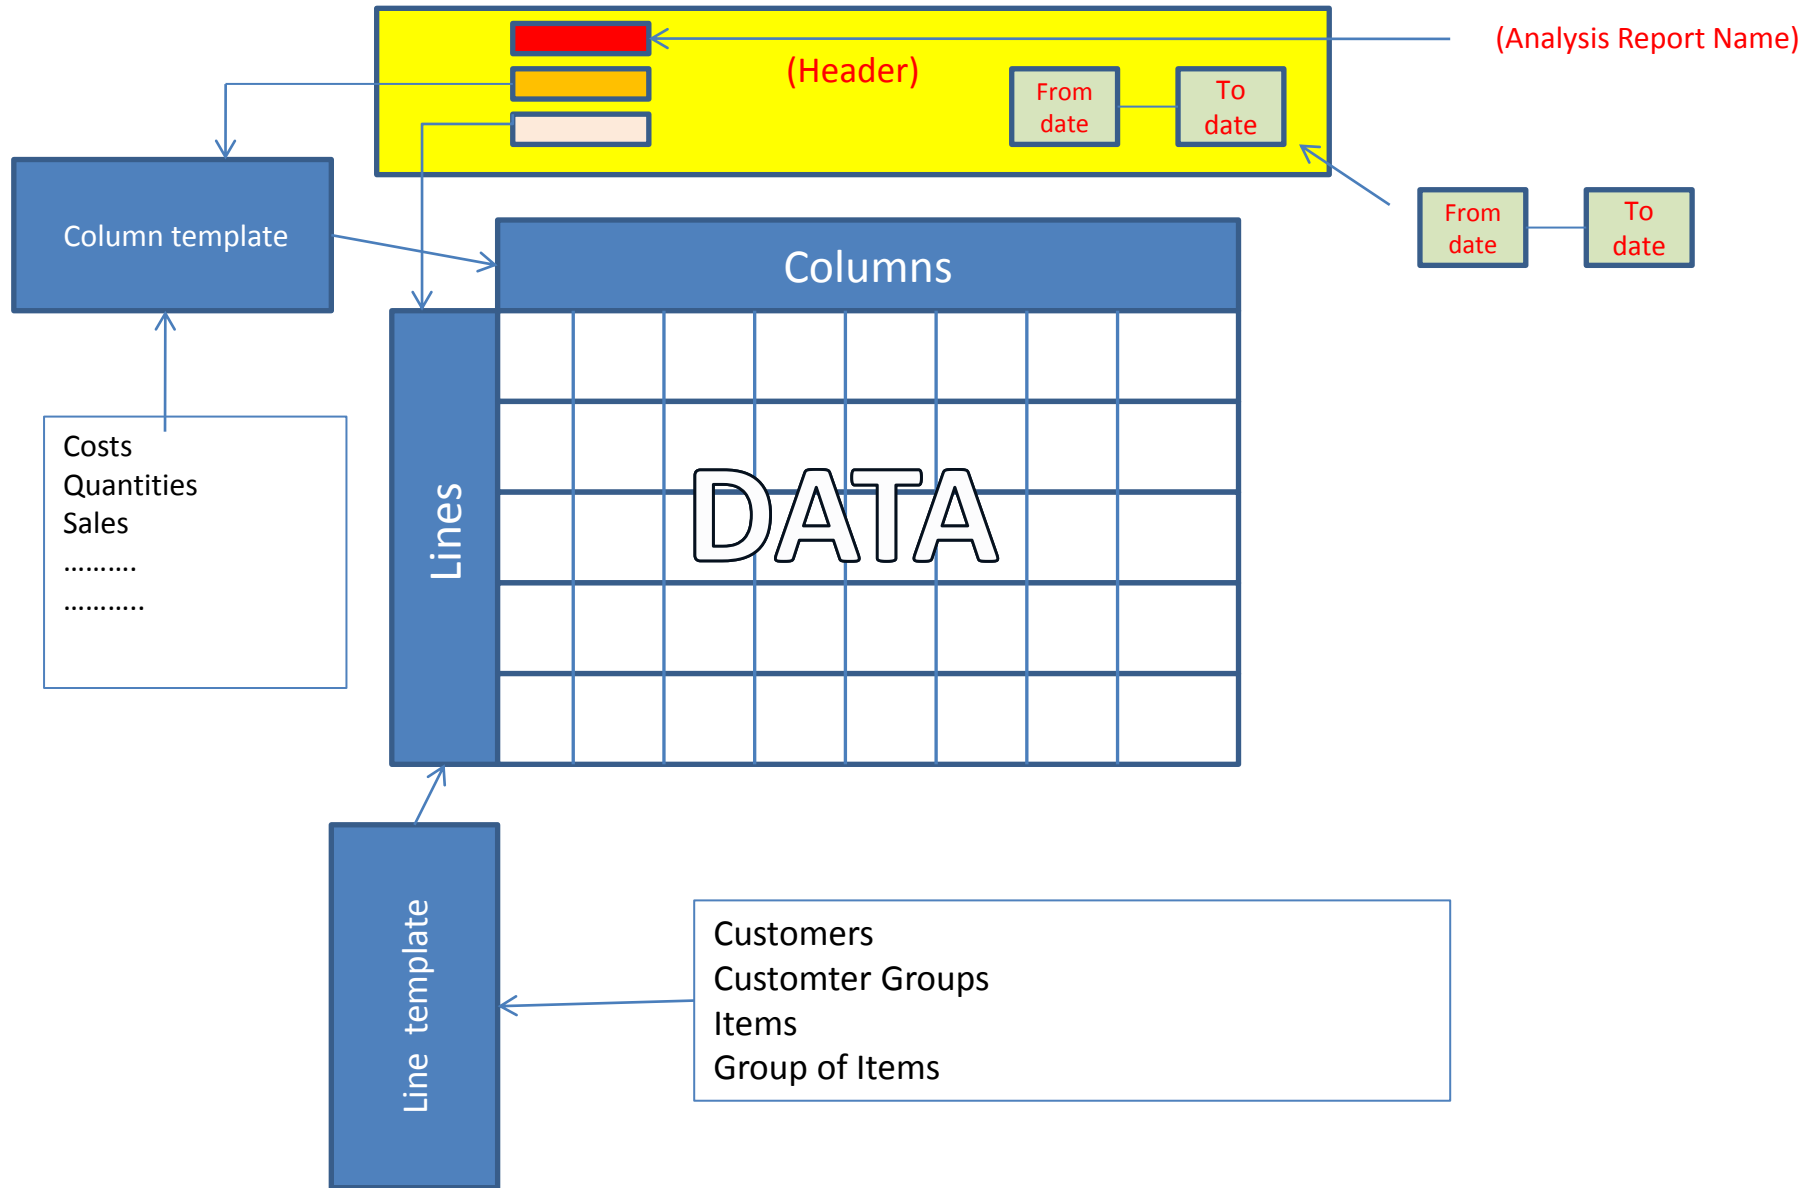 (Analysis Report Name)
(Header)
From
date
To
date
Column template
From
date
To
date
Columns
Costs
Quantities
Sales
……….
………..
Lines
DATA
Line template
Customers
Customter Groups
Items
Group of Items